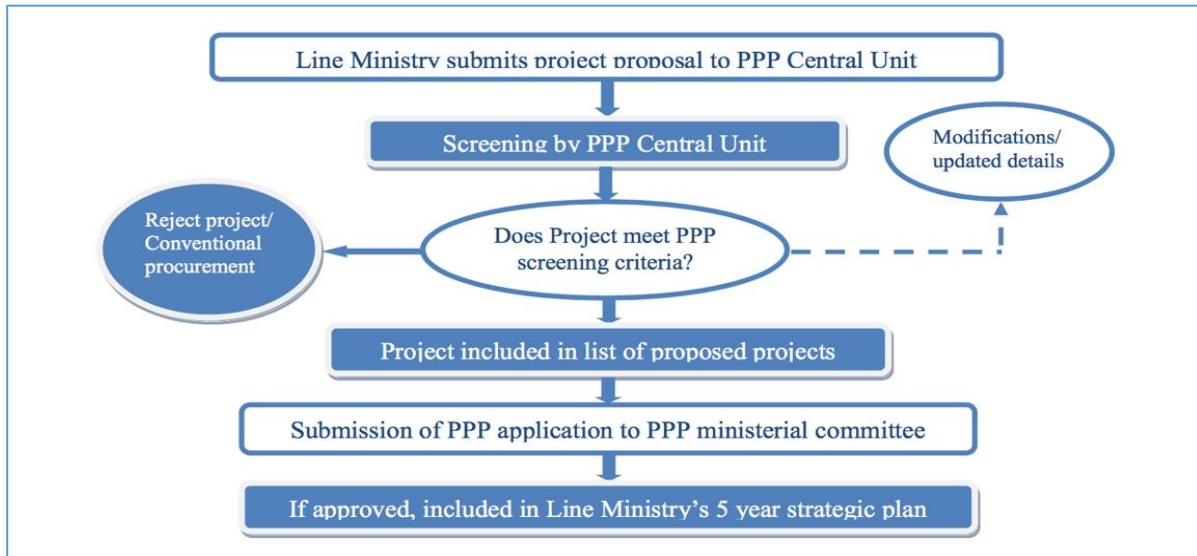 Line Ministry submits project proposal to PPP Central Unit
Screening by PPP Central Unit
Modifications/
updated details
Reject project/
Conventional
procurement
Does Project meet PPP
screening criteria?
Project included in list of proposed projects
Submission of PPP application to PPP ministerial committee
If approved, included in Line Ministry's 5 year strategic plan